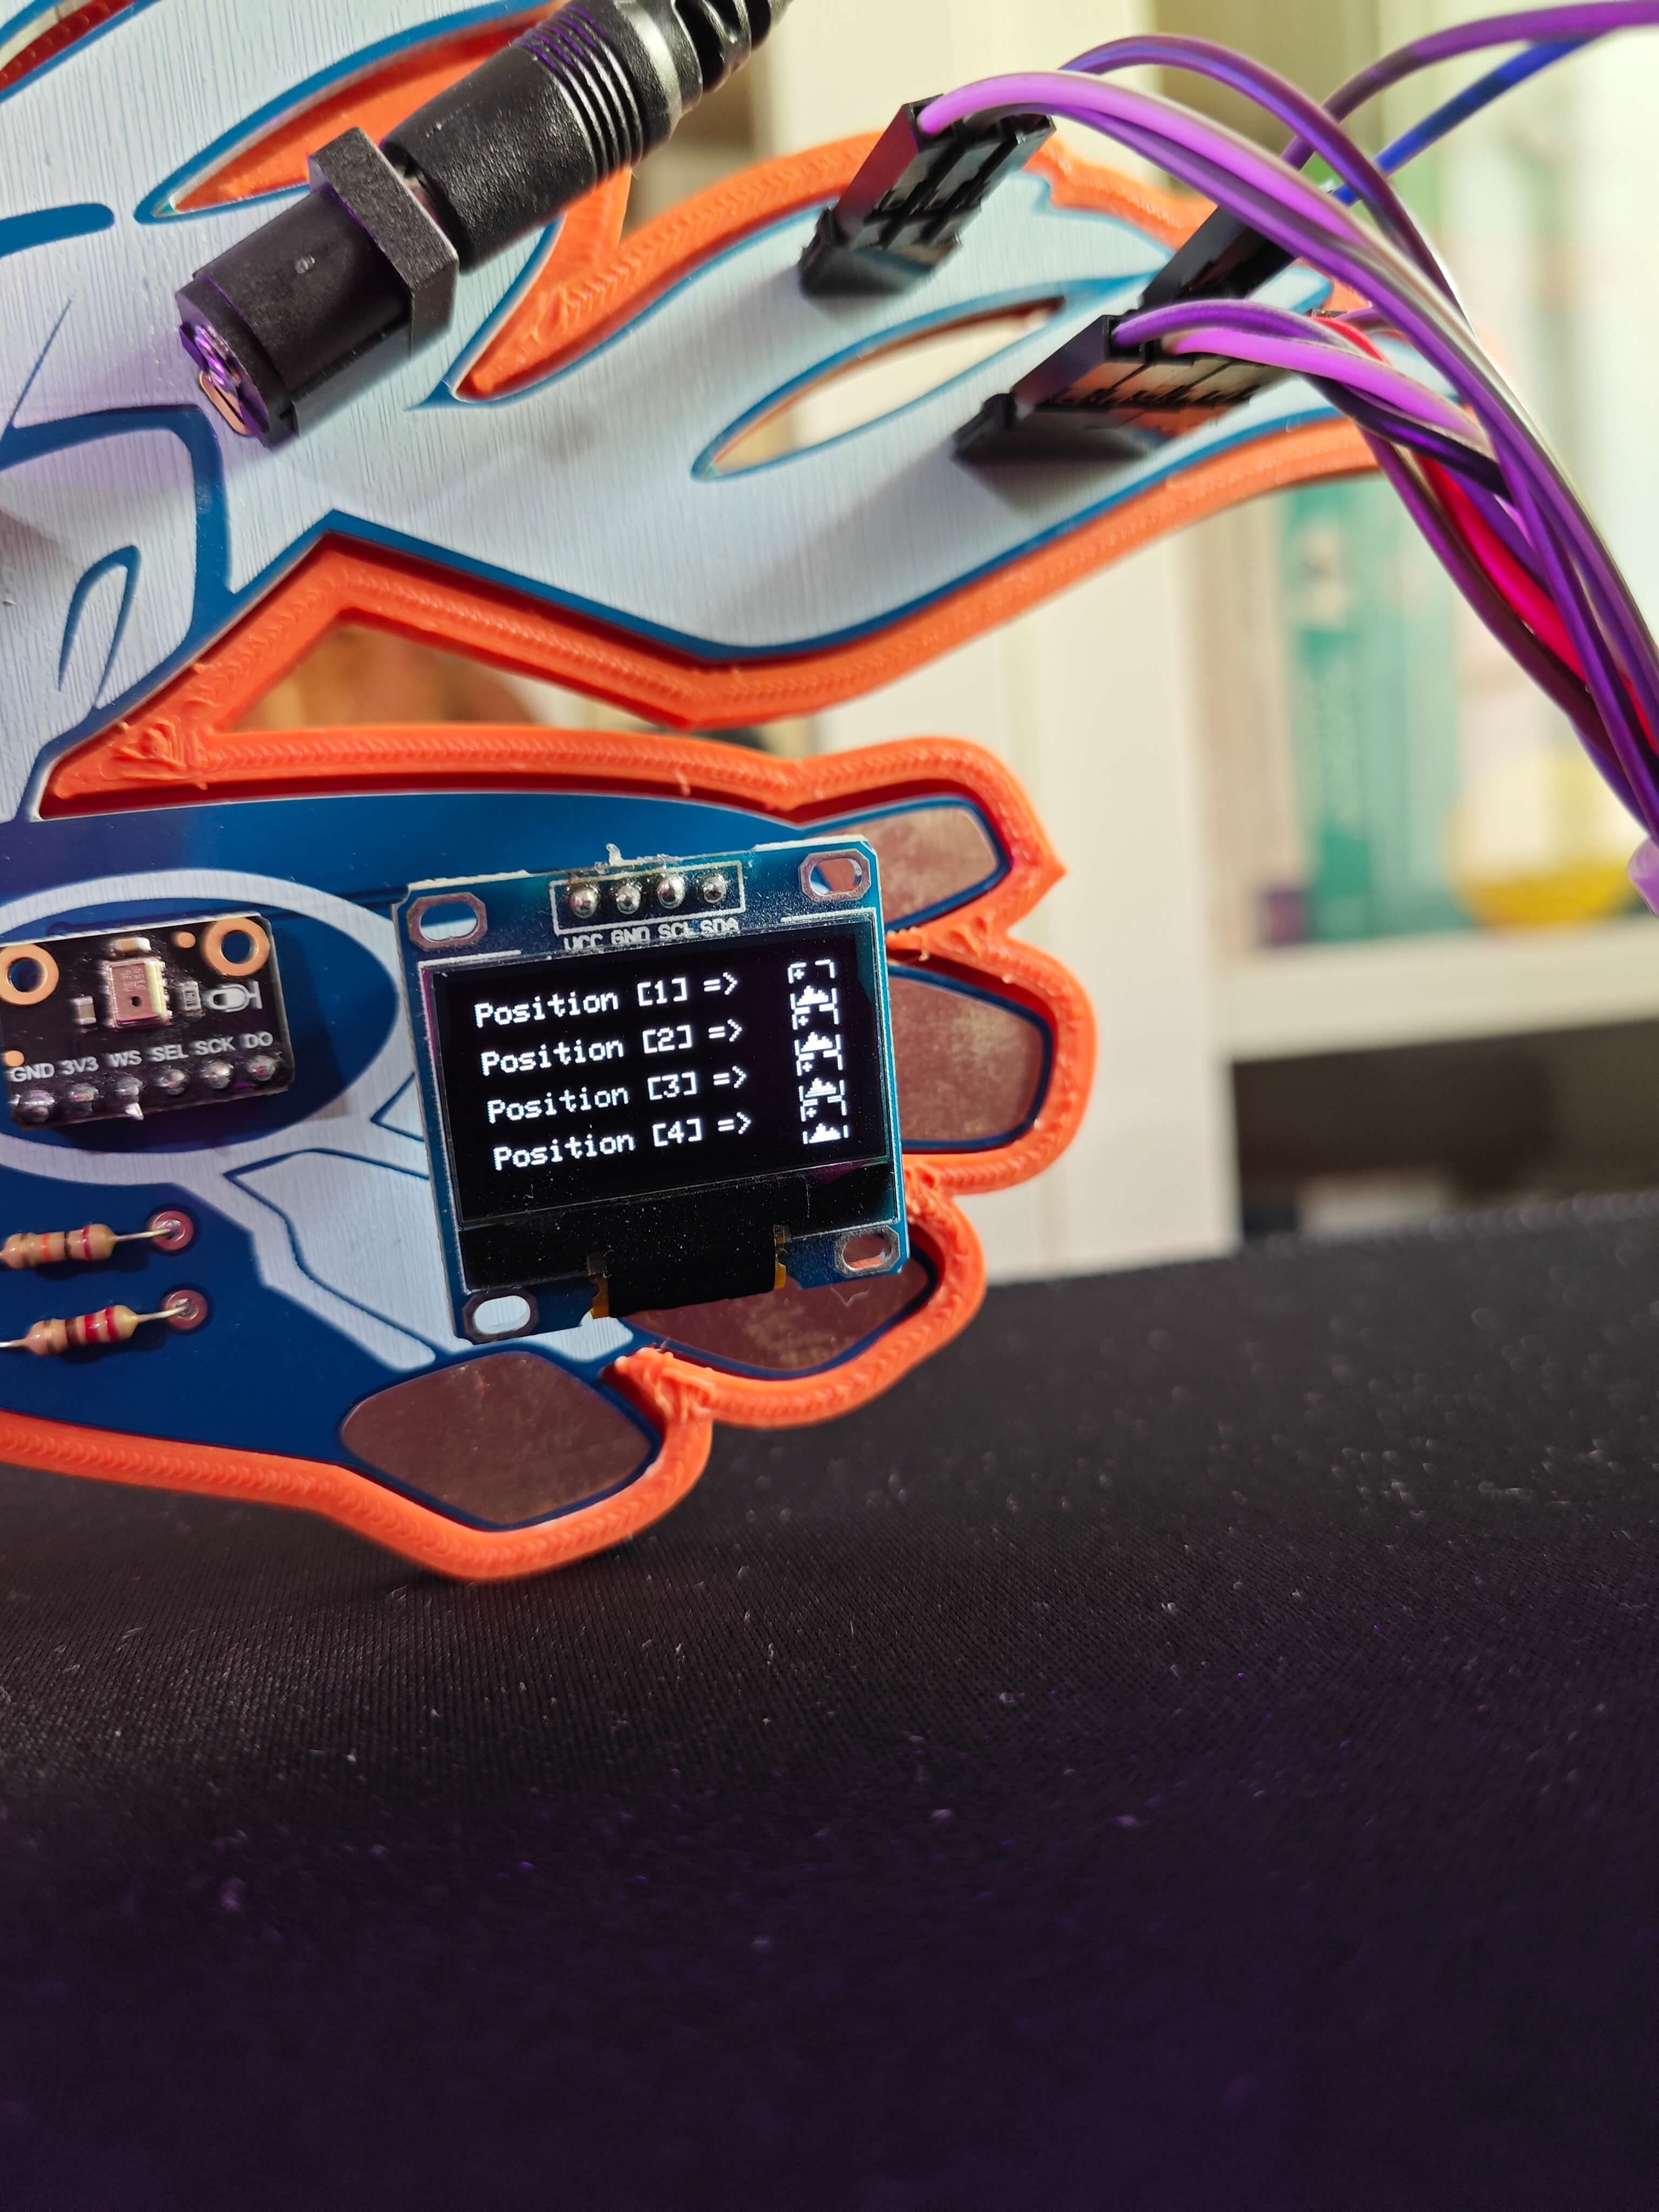 VCC GND SCL SDA
Position [1] =>
Position [2] =>
Position [3] =>
Position [4] =>
GND 3V3 WS SEL SCK DO